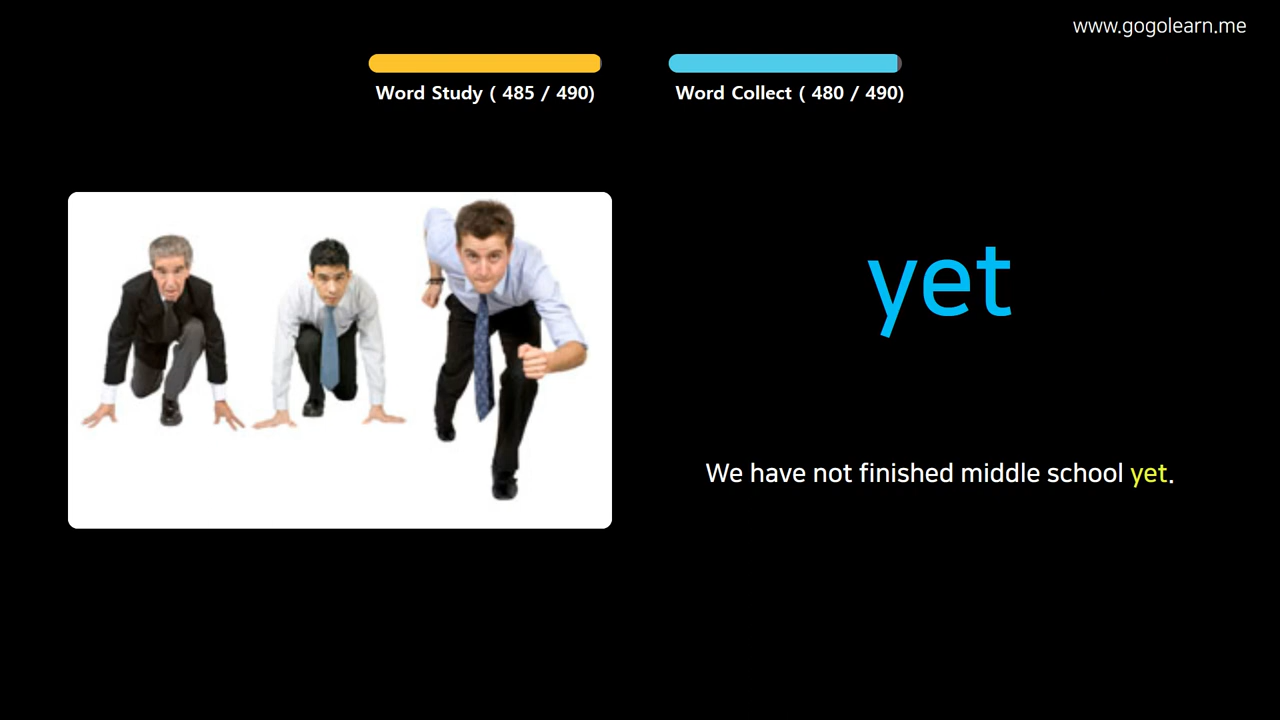 www.gogolearn.me
Word Study ( 485 / 490)
Word Collect ( 480 / 490)
yet
We have not finished middle school yet.